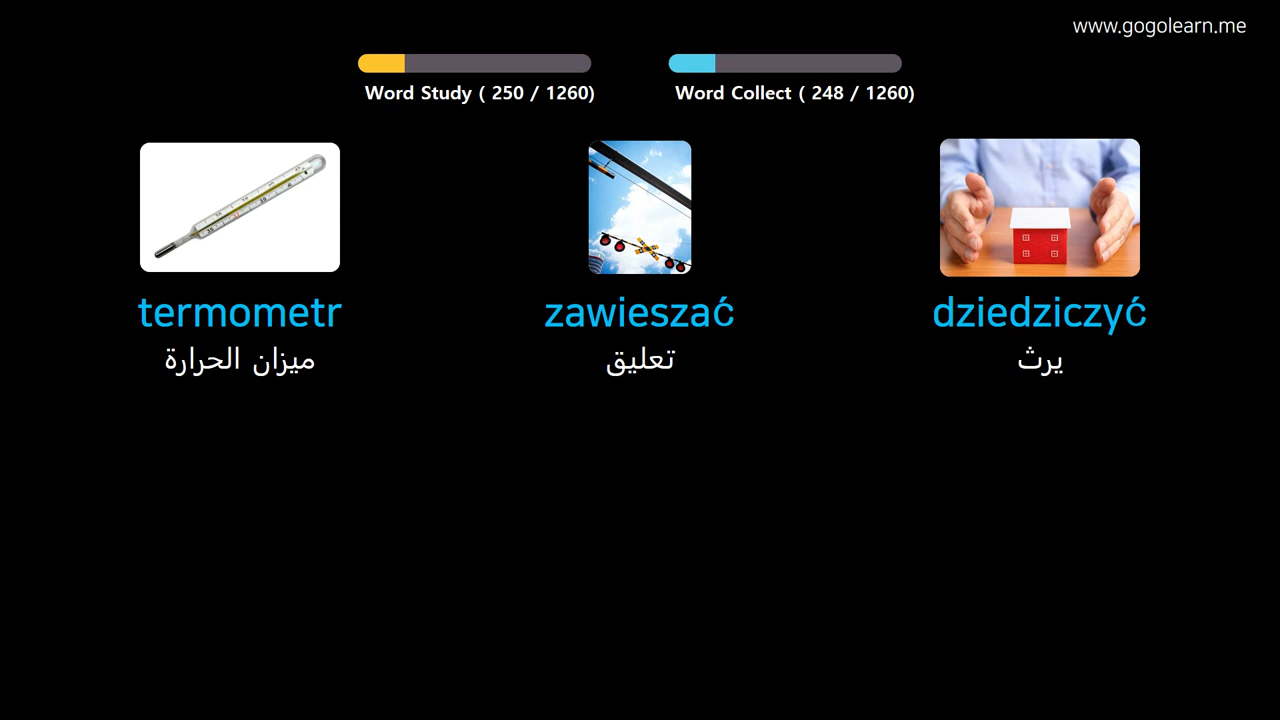 www.gogolearn.me
Word Study ( 250 / 1260)
Word Collect ( 248 / 1260)
termometr
zawieszać
dziedziczyć
ميزان الحرارة
تعليق
يرث